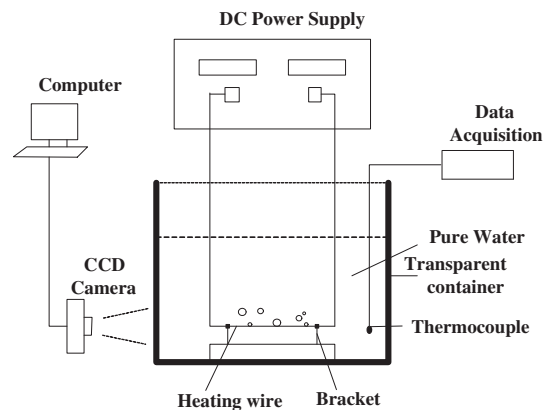 DC Power Supply
Computer
Data
Acquisition
CCD
Camera
Pure Water
Transparent
container
Thermocouple
Heating wire
Bracket